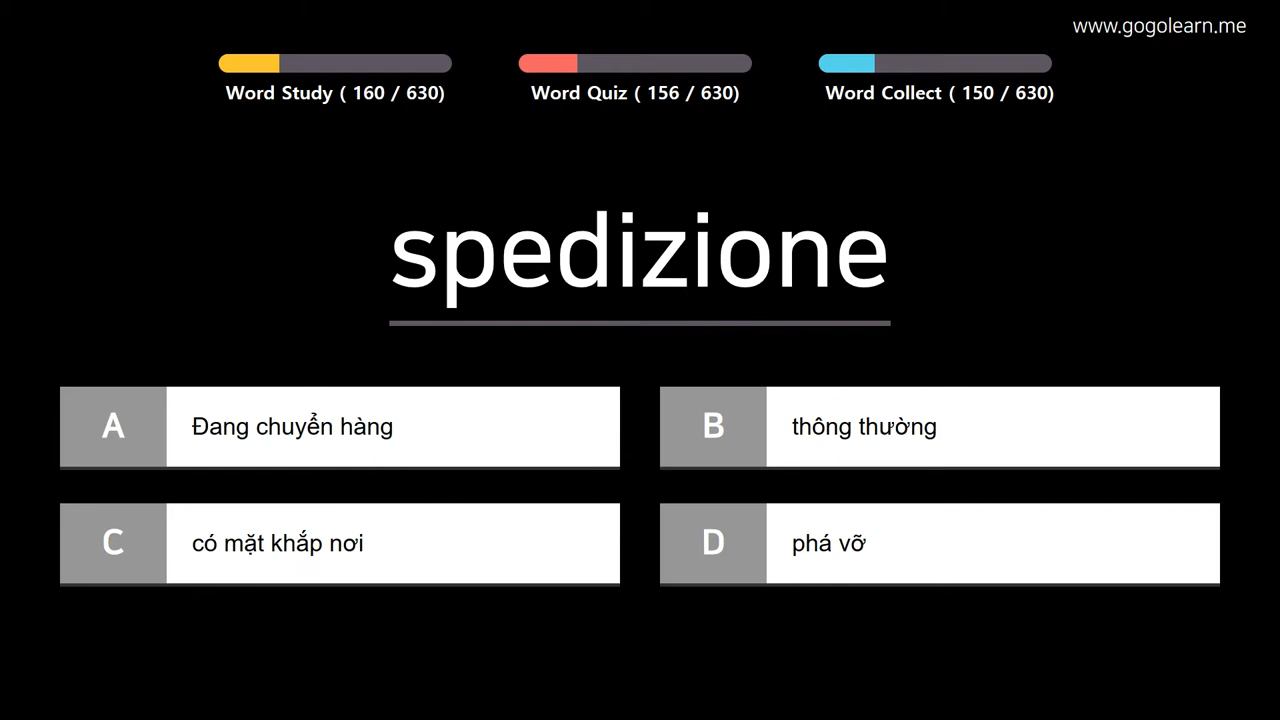 www.gogolearn.me
Word Study ( 160 / 630)
Word Quiz ( 156 / 630)
Word Collect ( 150 / 630)
spedizione
A Đang chuyển hàng
B thông thường
C có mặt khắp nơi
D phá vỡ